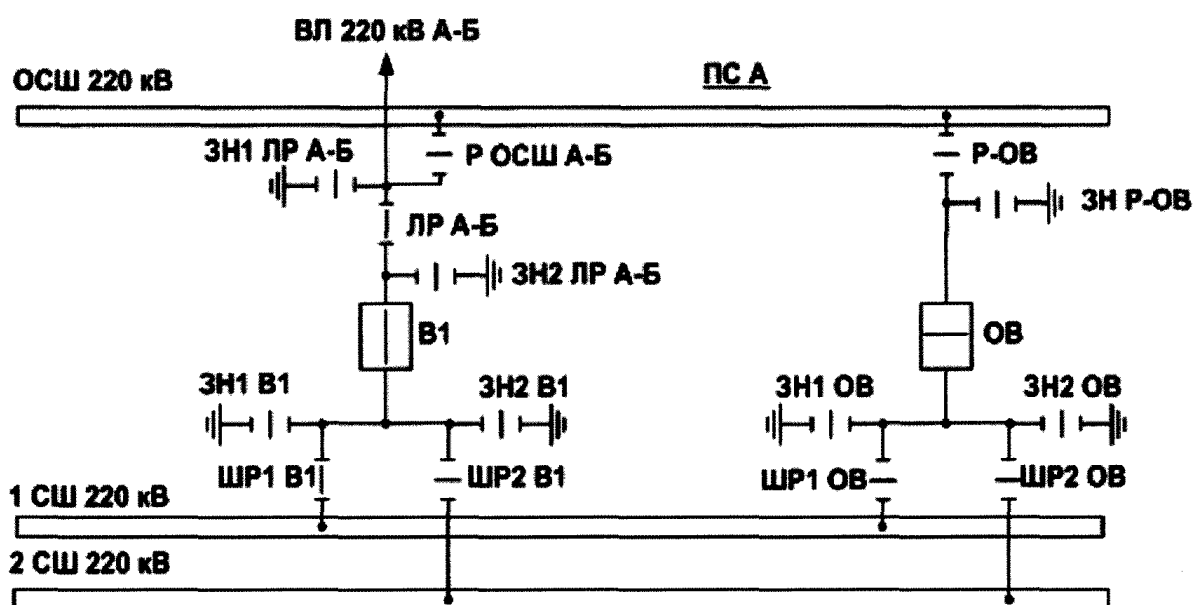 ВЛ 220 кВ А-Б
ОСШ 220 кВ
ПС А
ЗН1 ЛР А-Б
Р ОСШ А-Б
Р-ОВ
ЗН Р-ОВ
ЛР А-Б
ЗН2 ЛР А-Б
В1
ОВ
ЗН1 В1
ЗН2 В1
ЗН1 ОВ
ЗН2 ОВ
ШР1 В1
ШР2 В1
ШР1 ОВ
ШР2 ОВ
1 СШ 220 кВ
2 СШ 220 кВ